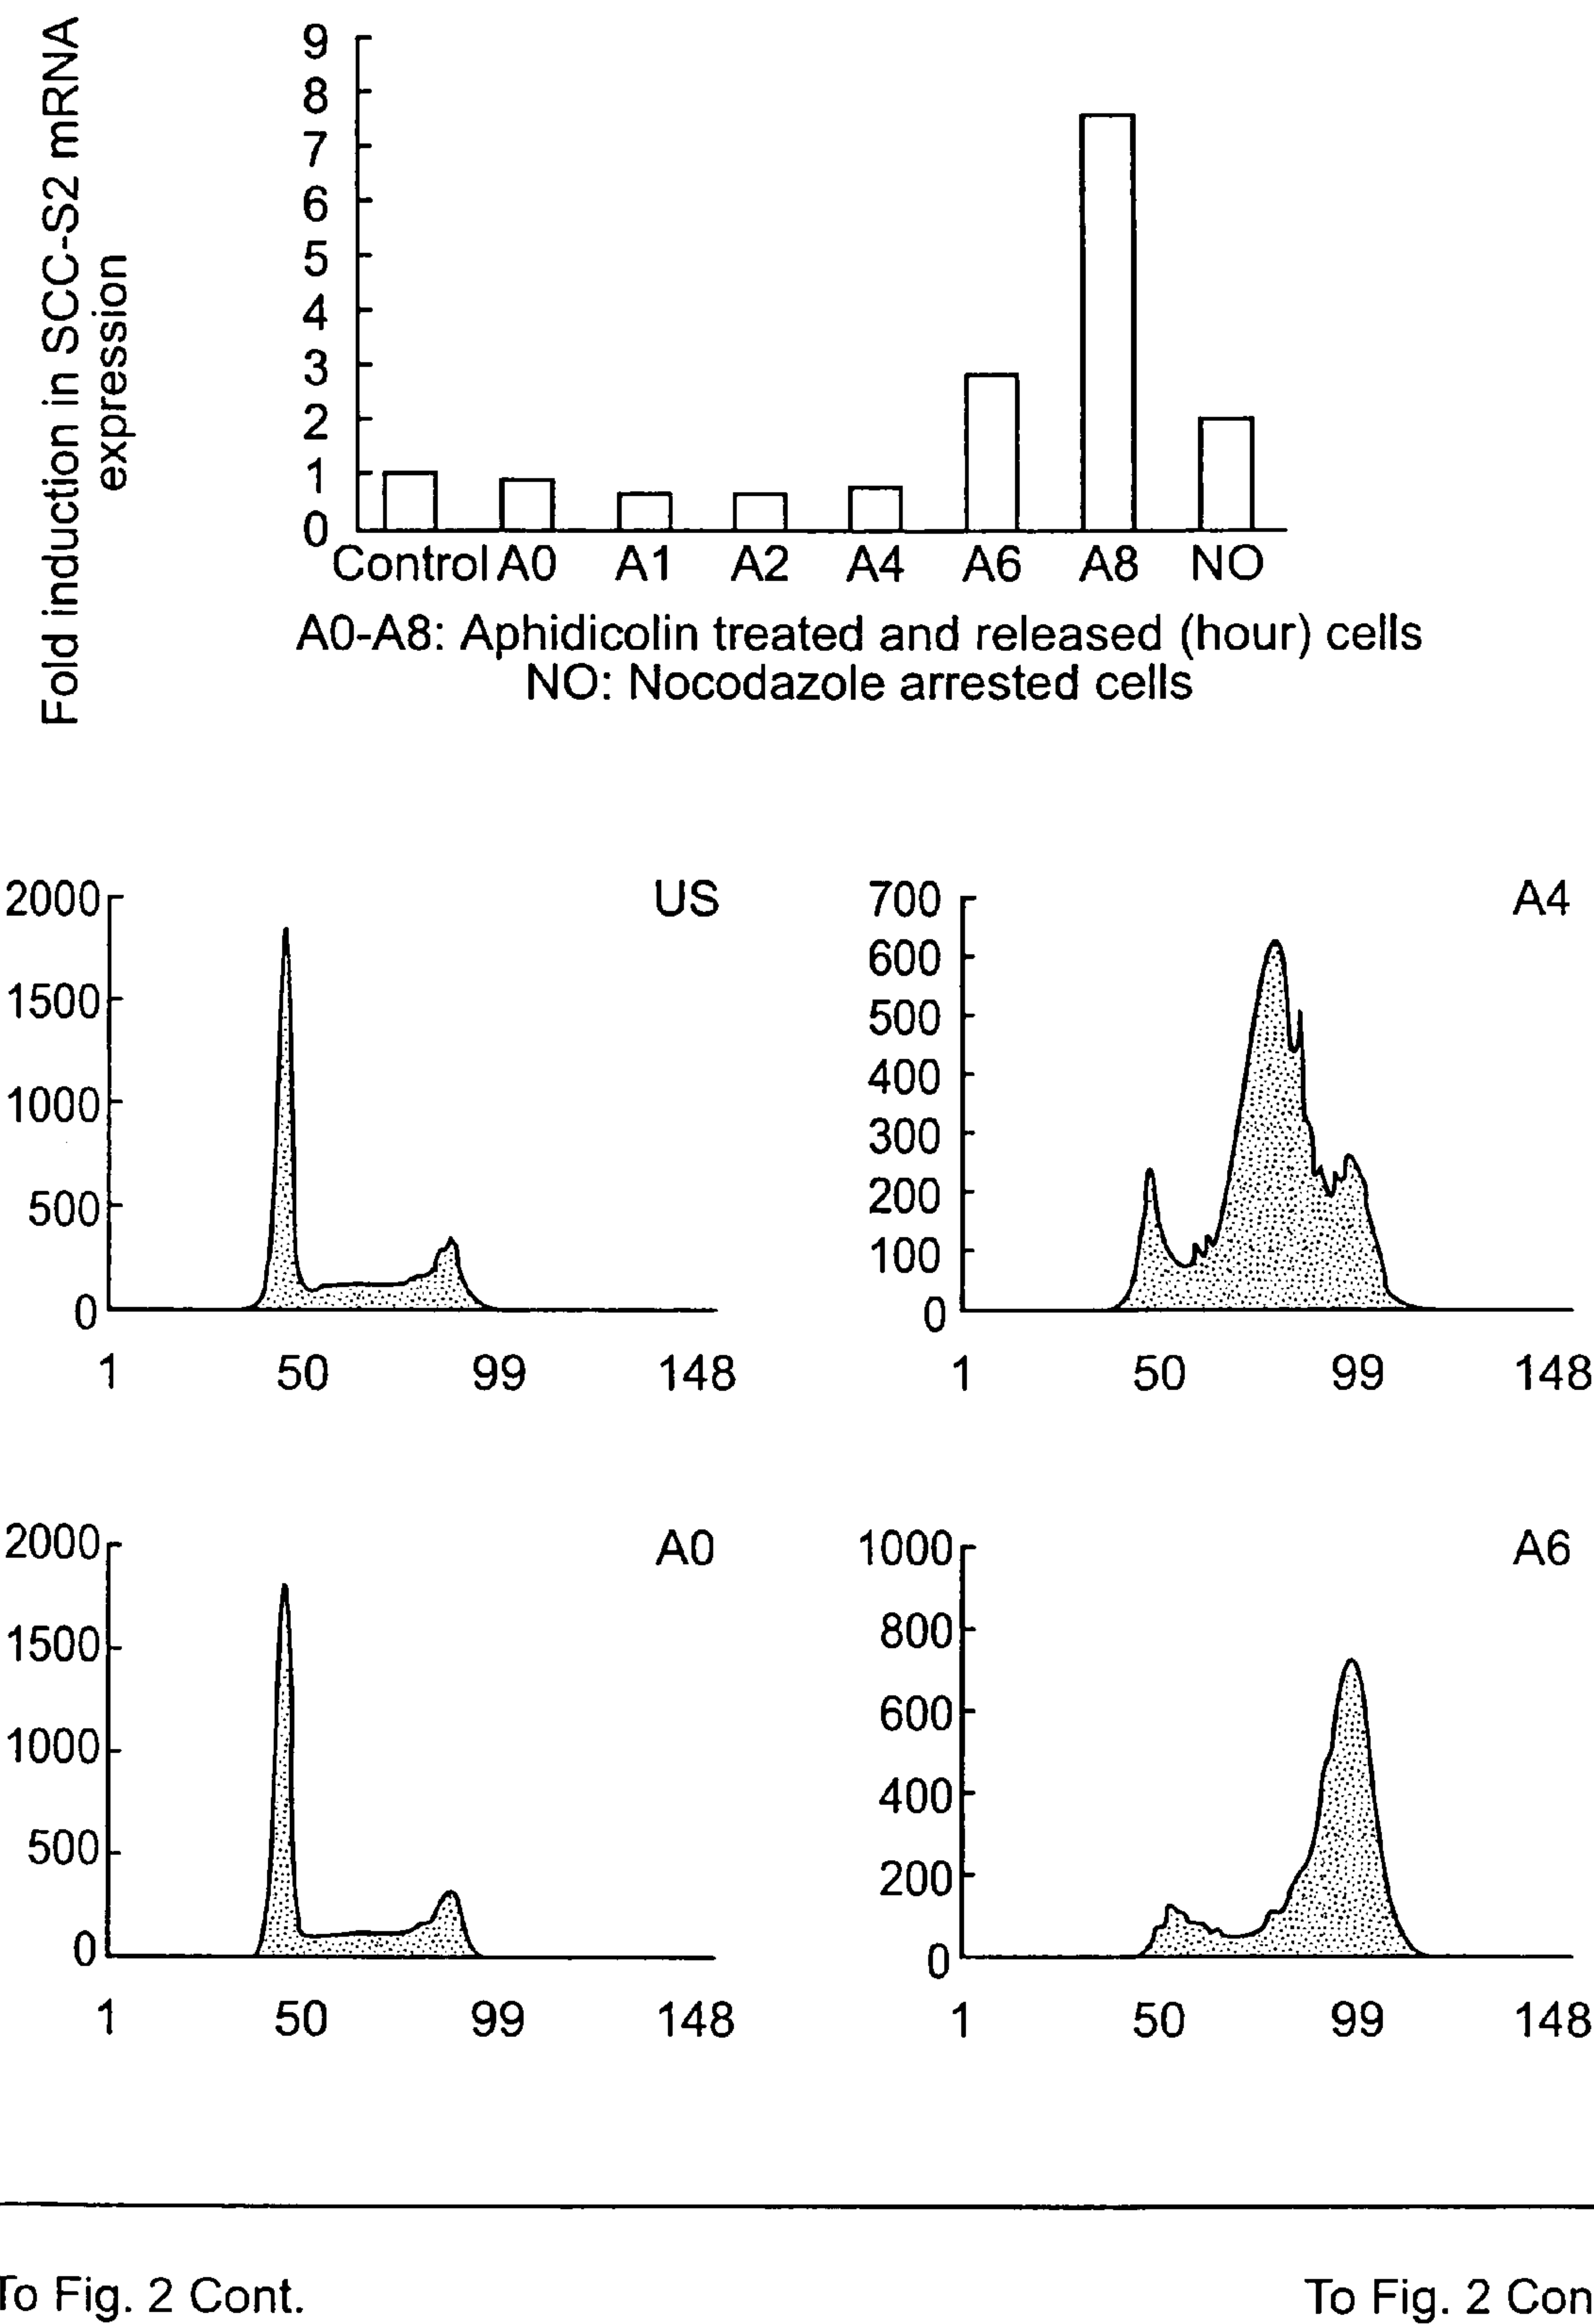 Fold induction in SCC-S2 mRNA
expression
9
8
7
6
5
4
3
2
1
0
Control A0 A1 A2 A4 A6 A8 NO
A0-A8: Aphidicolin treated and released (hour) cells
NO: Nocodazole arrested cells
US
2000
1500
1000
500
0
1 50 99 148
A4
700
600
500
400
300
200
100
0
1 50 99 148
A0
2000
1500
1000
500
0
1 50 99 148
A6
1000
800
600
400
200
0
1 50 99 148
To Fig. 2 Cont.
To Fig. 2 Con